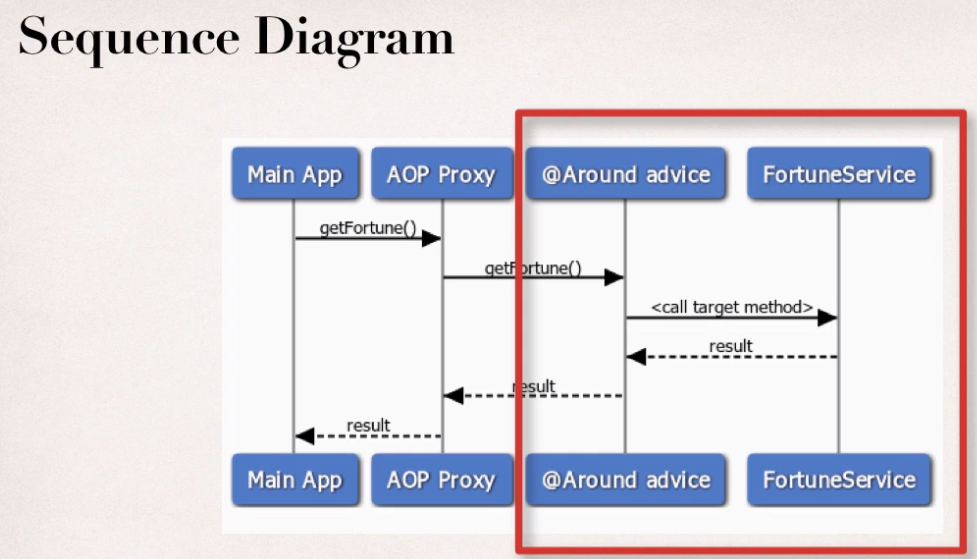 Sequence Diagram
Main App
AOP Proxy
@Around advice
FortuneService
getFortune()
getFortune()
<call target method>
result
result
result
Main App
AOP Proxy
@Around advice
FortuneService